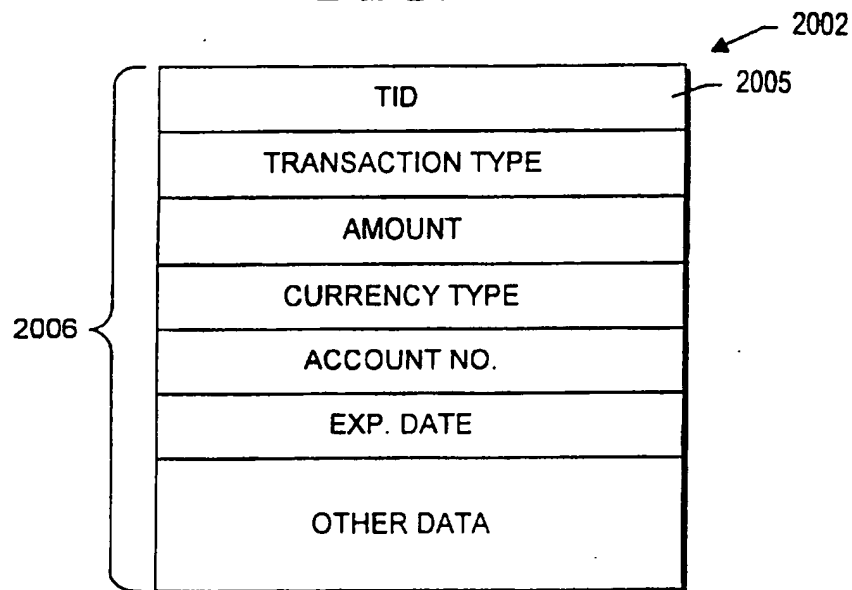 2002
TID
2005
TRANSACTION TYPE
AMOUNT
CURRENCY TYPE
2006
ACCOUNT NO.
EXP. DATE
OTHER DATA